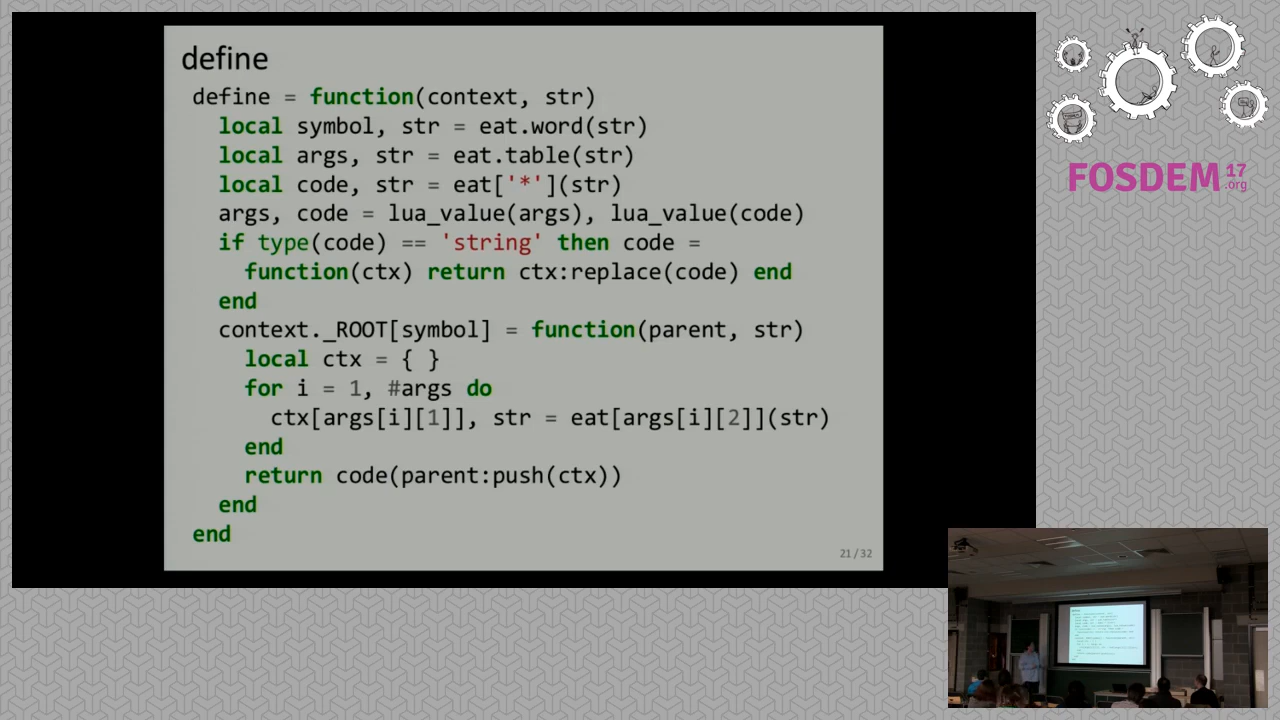 define
define = function(context, str)
local symbol, str = eat.word(str)
local args, str = eat.table(str)
local code, str = eat['*'](str)
args, code = lua_value(args), lua_value(code)
if type(code) == 'string' then code =
function(ctx) return ctx:replace(code) end
end
context._ROOT[symbol] = function(parent, str)
local ctx = { }
for i = 1, #args do
ctx[args[i][1]], str = eat[args[i][2]](str)
end
return code(parent:push(ctx))
end
end
21/32
FOSDEM 17
.org